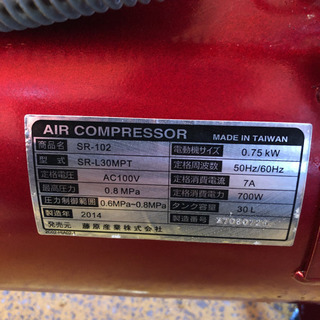 AIR COMPRESSOR MADE IN TAIWAN
商品名 SR-102 電動機サイズ 0.75 kW
型式 SR-L30MPT 定格周波数 50Hz/60Hz
定格電圧 AC100V 定格消費電流 7A
最高圧力 0.8 MPa 定格消費電力 700W
圧力制御範囲 0.6MPa~0.8MPa タンク容量 30 L
製造年 2014 製造番号
発売元 藤原産業株式会社